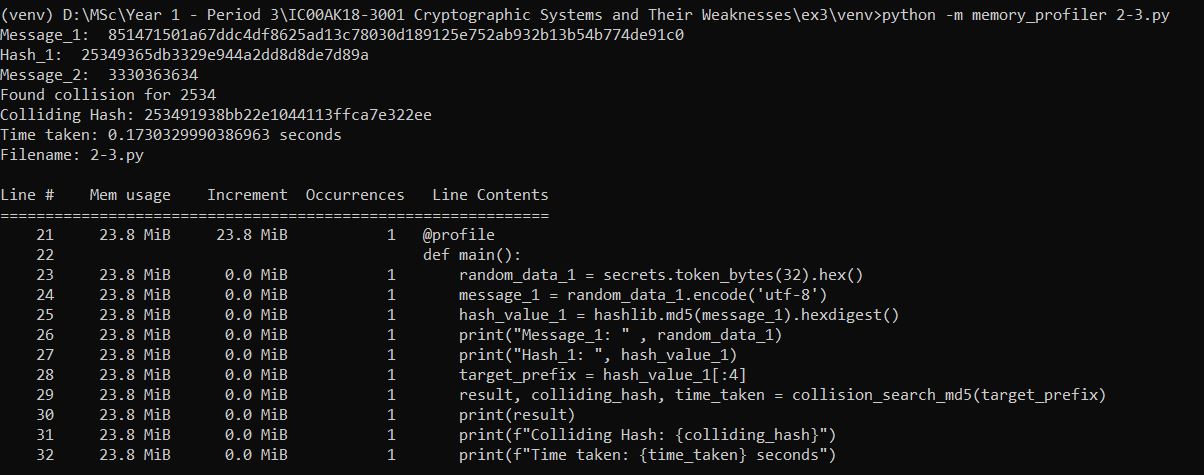 (venv) D:\MSc\Year 1 - Period 3\IC00AK18-3001 Cryptographic Systems and Their Weaknesses\ex3\venv>python -m memory_profiler 2-3.py
Message_1:  851471501a67ddc4df8625ad13c78030d189125e752ab932b13b54b774de91c0
Hash_1:  25349365db3329e944a2dd8d8de7d89a
Message_2:  3330363634
Found collision for 2534
Colliding Hash: 253491938bb22e1044113ffca7e322ee
Time taken: 0.1730329990386963 seconds
Filename: 2-3.py

Line #    Mem usage    Increment  Occurrences   Line Contents
=============================================================
    21     23.8 MiB     23.8 MiB           1   @profile
    22                                         def main():
    23     23.8 MiB      0.0 MiB           1       random_data_1 = secrets.token_bytes(32).hex()
    24     23.8 MiB      0.0 MiB           1       message_1 = random_data_1.encode('utf-8')
    25     23.8 MiB      0.0 MiB           1       hash_value_1 = hashlib.md5(message_1).hexdigest()
    26     23.8 MiB      0.0 MiB           1       print("Message_1: " , random_data_1)
    27     23.8 MiB      0.0 MiB           1       print("Hash_1: ", hash_value_1)
    28     23.8 MiB      0.0 MiB           1       target_prefix = hash_value_1[:4]
    29     23.8 MiB      0.0 MiB           1       result, colliding_hash, time_taken = collision_search_md5(target_prefix)
    30     23.8 MiB      0.0 MiB           1       print(result)
    31     23.8 MiB      0.0 MiB           1       print(f"Colliding Hash: {colliding_hash}")
    32     23.8 MiB      0.0 MiB           1       print(f"Time taken: {time_taken} seconds")